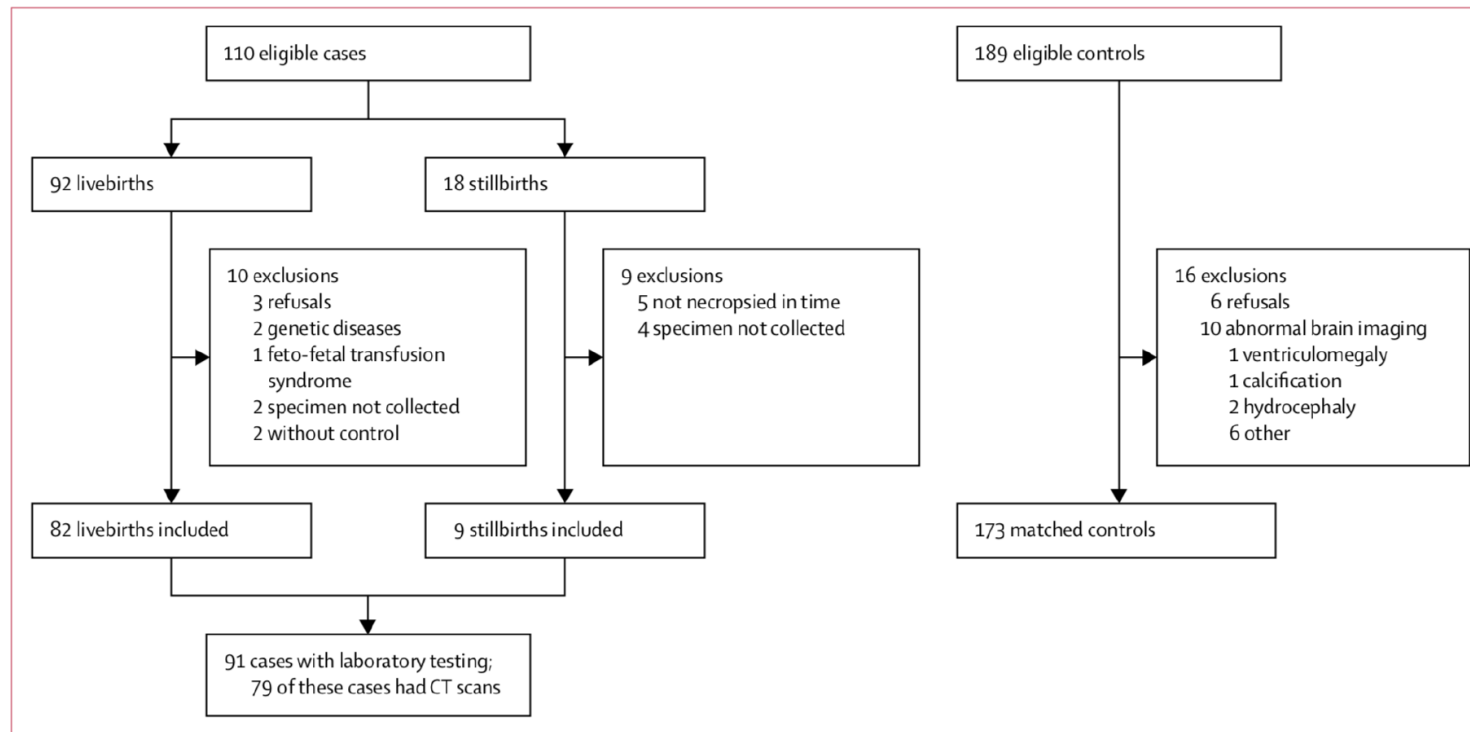 110 eligible cases
189 eligible controls
92 livebirths
18 stillbirths
10 exclusions
3 refusals
2 genetic diseases
1 feto-fetal transfusion
syndrome
2 specimen not collected
2 without control
9 exclusions
5 not necropsied in time
4 specimen not collected
16 exclusions
6 refusals
10 abnormal brain imaging
1 ventriculomegaly
1 calcification
2 hydrocephaly
6 other
82 livebirths included
9 stillbirths included
173 matched controls
91 cases with laboratory testing;
79 of these cases had CT scans